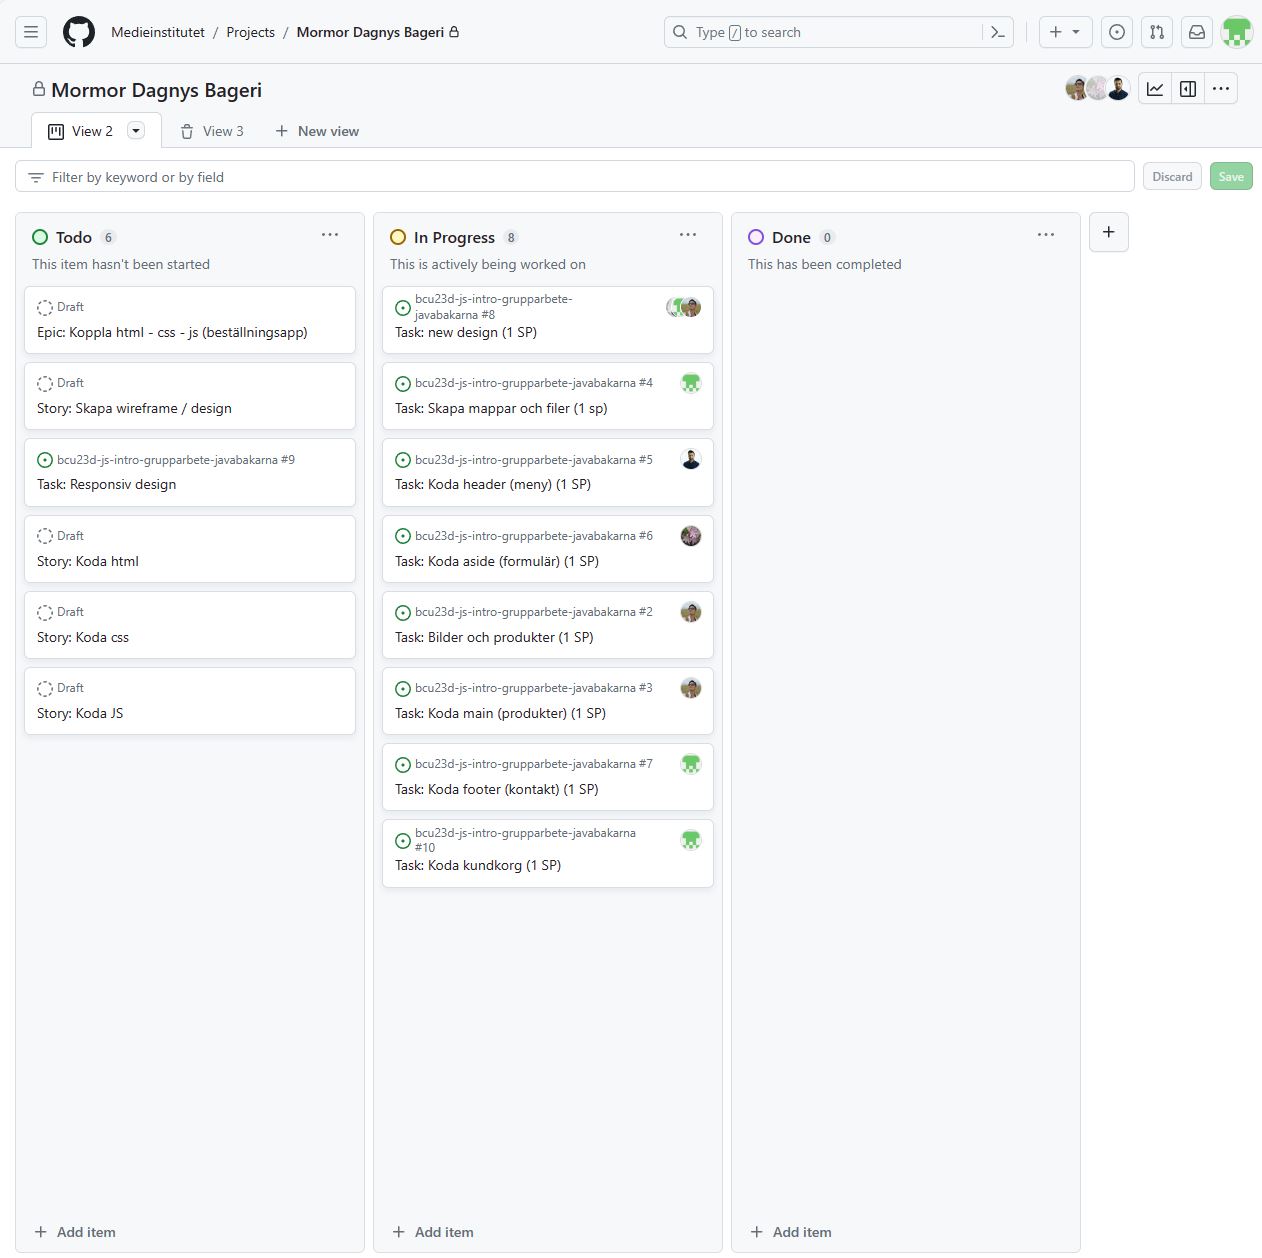 Medieinstitutet / Projects / Mormor Dagnys Bageri
Type / to search
Mormor Dagnys Bageri
View 2
View 3
New view
Filter by keyword or by field
Discard
Save
Todo 6
This item hasn't been started
Draft
Epic: Koppla html - css - js (beställningsapp)
Draft
Story: Skapa wireframe / design
bcu23d-js-intro-grupparbete-javabakarna #9
Task: Responsiv design
Draft
Story: Koda html
Draft
Story: Koda css
Draft
Story: Koda JS
Add item
In Progress 8
This is actively being worked on
bcu23d-js-intro-grupparbete-
javabakarna #8
Task: new design (1 SP)
bcu23d-js-intro-grupparbete-javabakarna #4
Task: Skapa mappar och filer (1 sp)
bcu23d-js-intro-grupparbete-javabakarna #5
Task: Koda header (meny) (1 SP)
bcu23d-js-intro-grupparbete-javabakarna #6
Task: Koda aside (formulär) (1 SP)
bcu23d-js-intro-grupparbete-javabakarna #2
Task: Bilder och produkter (1 SP)
bcu23d-js-intro-grupparbete-javabakarna #3
Task: Koda main (produkter) (1 SP)
bcu23d-js-intro-grupparbete-javabakarna #7
Task: Koda footer (kontakt) (1 SP)
bcu23d-js-intro-grupparbete-javabakarna
#10
Task: Koda kundkorg (1 SP)
Add item
Done 0
This has been completed
Add item